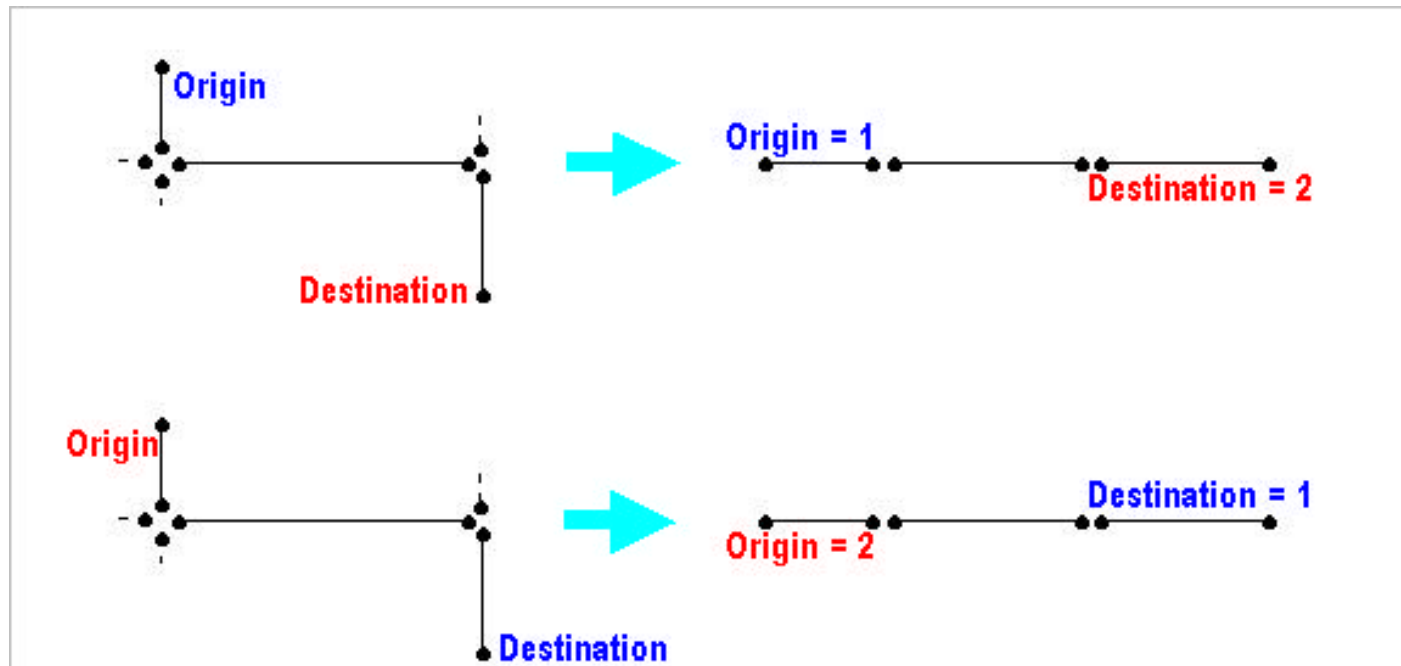 Origin
Origin = 1
Destination = 2
Destination
Origin
Destination = 1
Origin = 2
Destination